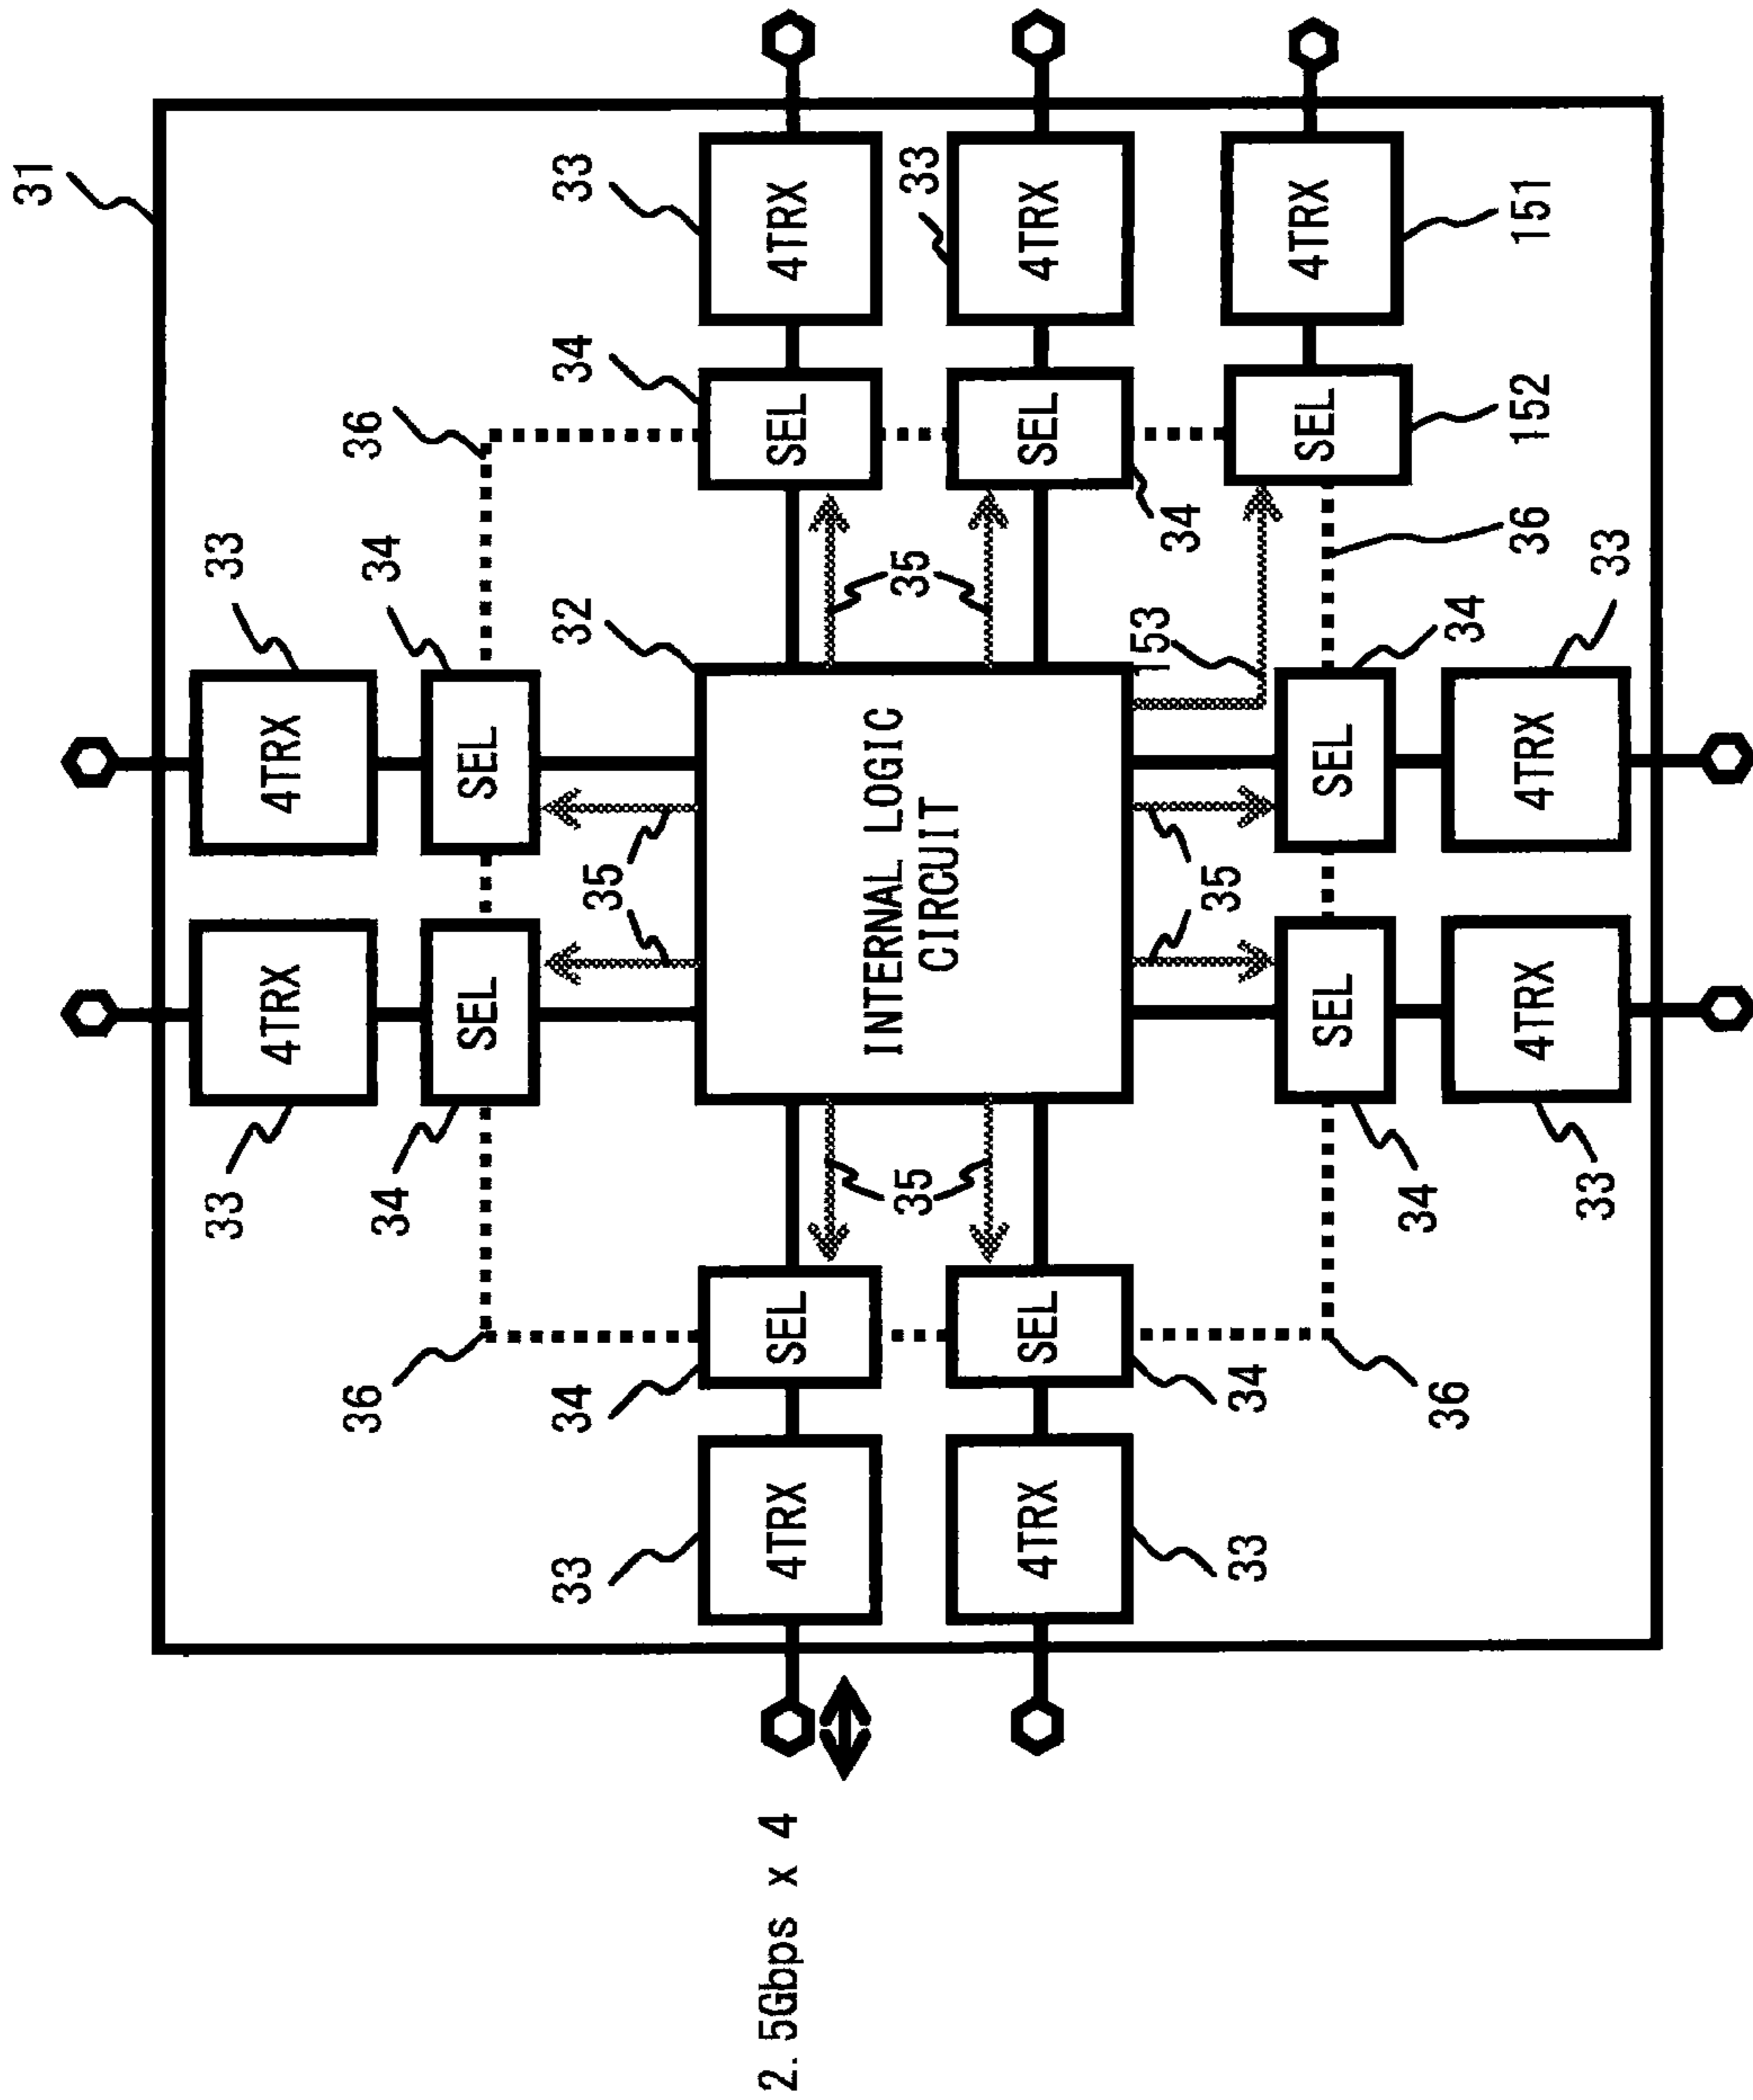 31
33
33
4TRX
4TRX
36
34
34
36
SEL
SEL
33
34
32
34
33
35
2.5Gbps x 4
4TRX
SEL
SEL
4TRX
INTERNAL LOGIC
CIRCUIT
35
35
33
4TRX
SEL
SEL
4TRX
153
34
35
33
34
SEL
SEL
SEL
4TRX
36
34
34
4TRX
4TRX
36
152
151
33
33